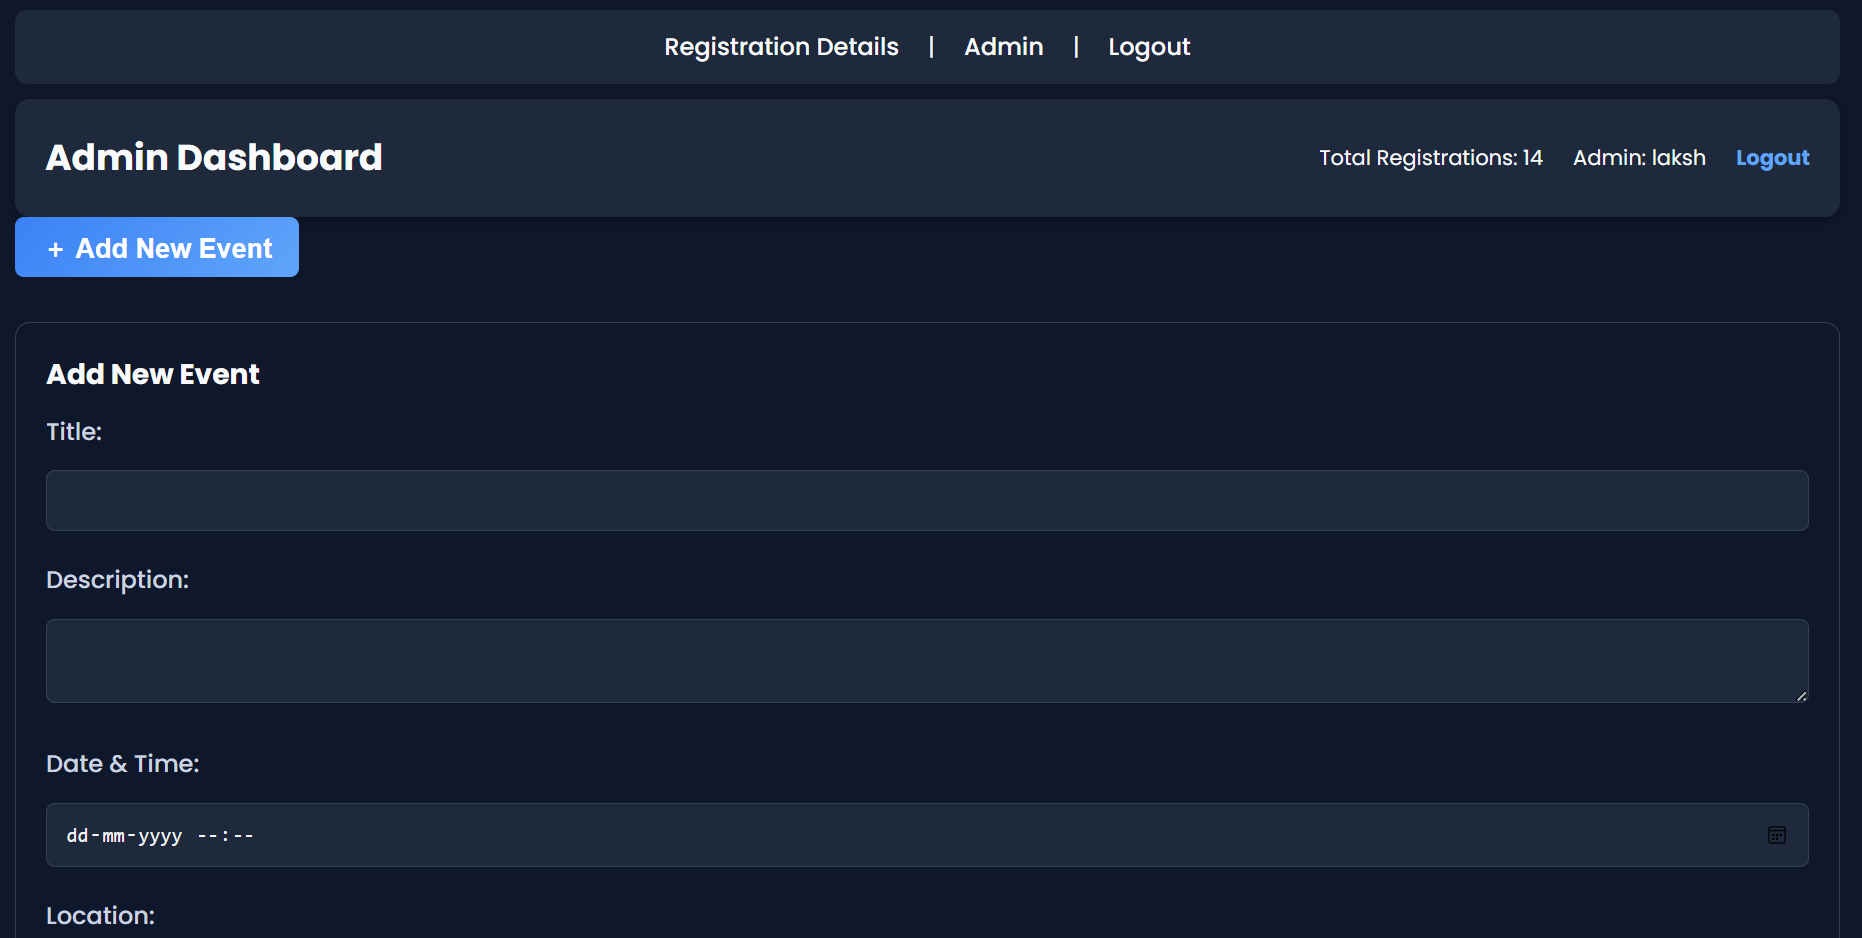 Registration Details | Admin | Logout
Admin Dashboard
Total Registrations: 14 Admin: laksh Logout
+ Add New Event
Add New Event
Title:
Description:
Date & Time:
dd-mm-yyyy --:--
Location: